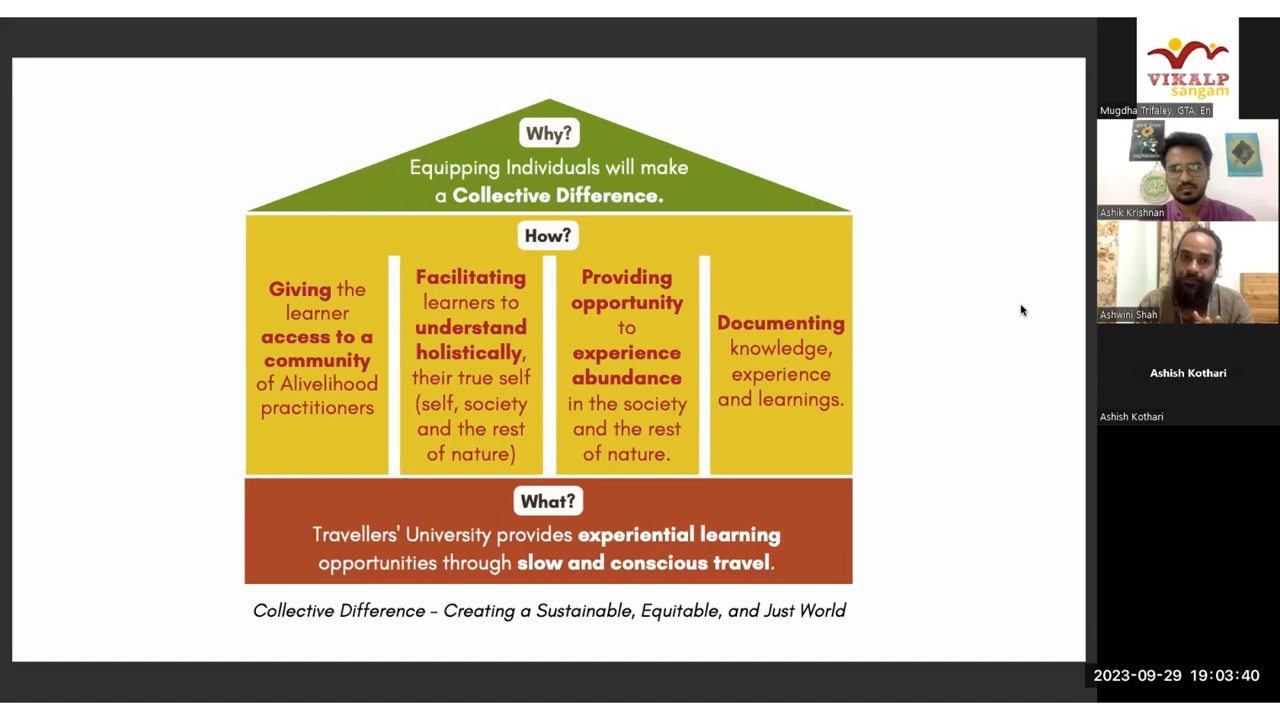 Why?
Equipping Individuals will make
a Collective Difference.
How?
Giving the
learner
access to a
community
of Alivelihood
practitioners
Facilitating
learners to
understand
holistically,
their true self
(self, society
and the rest
of nature)
Providing
opportunity
to
experience
abundance
in the society
and the rest
of nature.
Documenting
knowledge,
experience
and learnings.
What?
Travellers' University provides experiential learning
opportunities through slow and conscious travel.
Collective Difference – Creating a Sustainable, Equitable, and Just World
VIKALP
sangam
Mugdha Trifaley, GTA, En
Ashik Krishnan
Ashwini Shah
Ashish Kothari
Ashish Kothari
2023-09-29 19:03:40